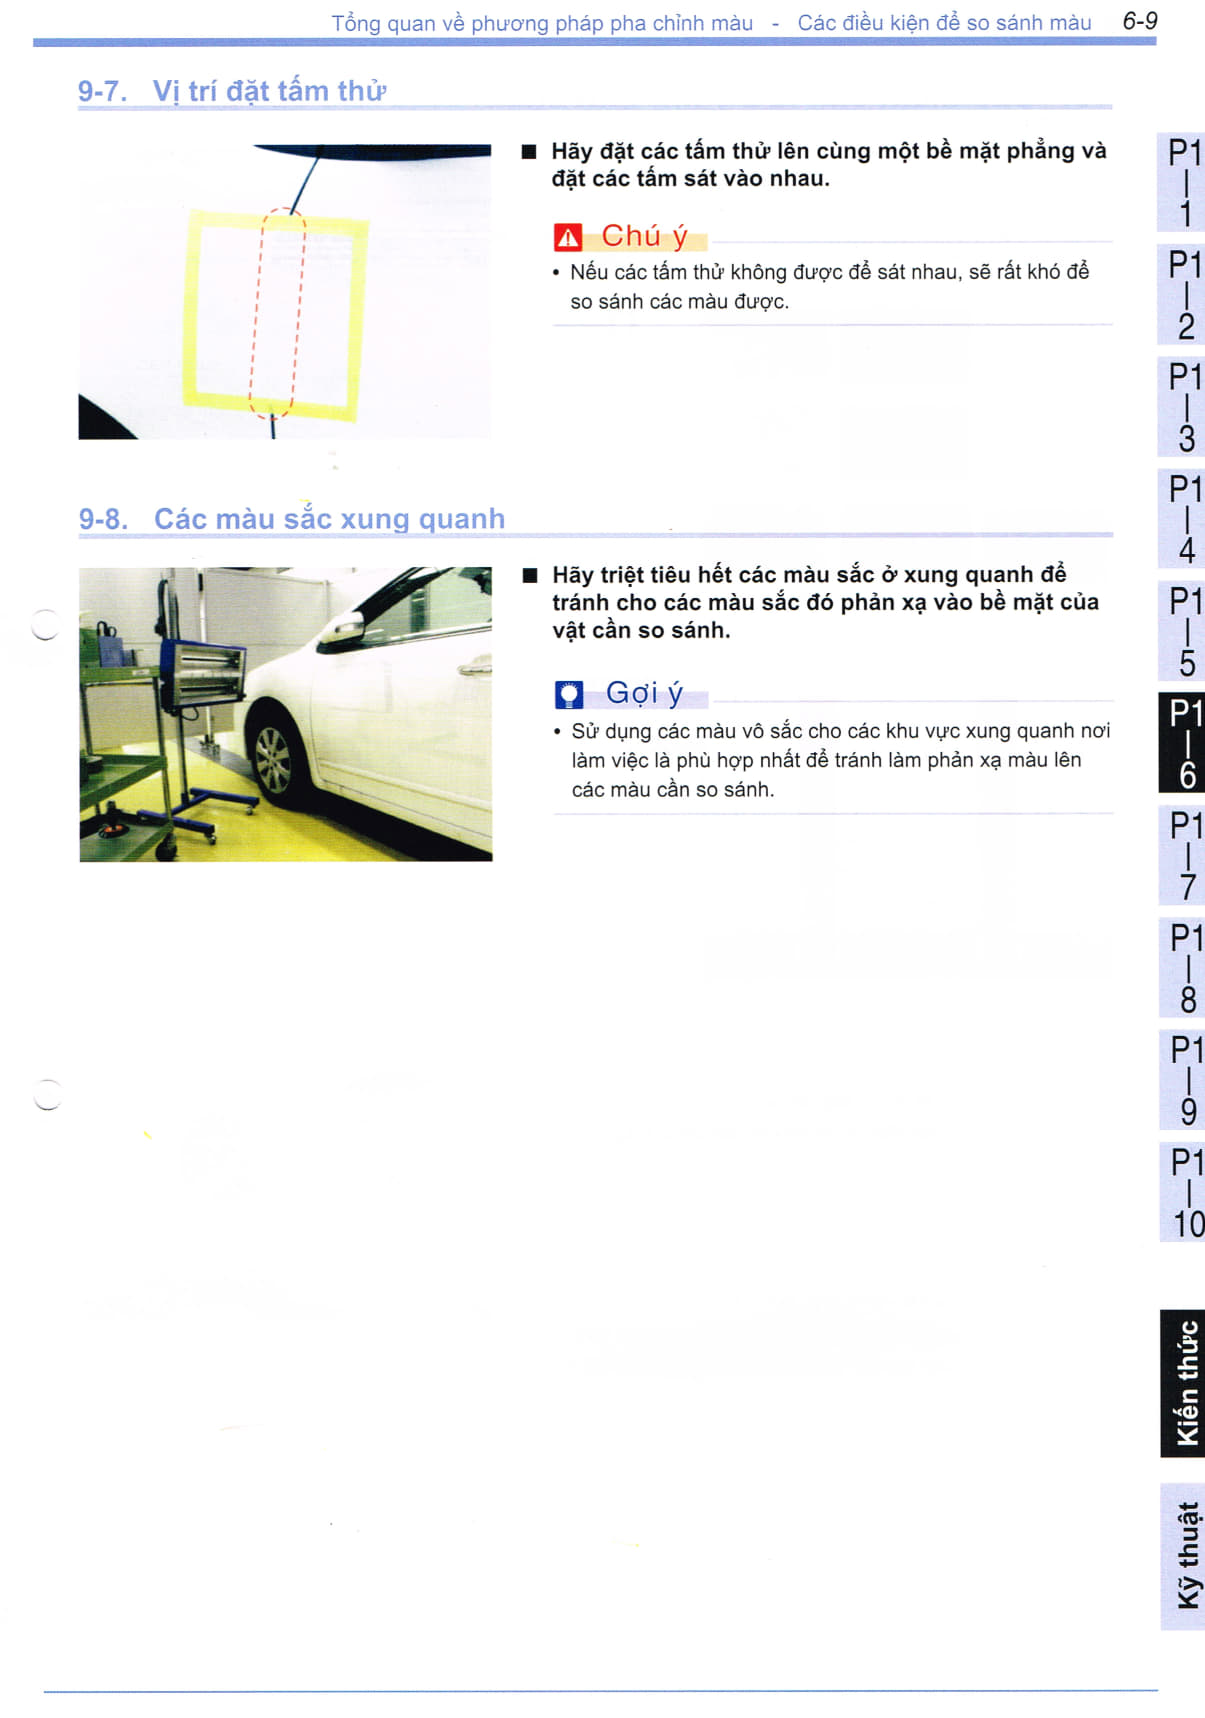 Tổng quan về phương pháp pha chỉnh màu - Các điều kiện để so sánh màu 6-9
9-7. Vị trí đặt tấm thử
■ Hãy đặt các tấm thử lên cùng một bề mặt phẳng và
đặt các tấm sát vào nhau.
Chú ý
• Nếu các tấm thử không được để sát nhau, sẽ rất khó để
so sánh các màu được.
9-8. Các màu sắc xung quanh
■ Hãy triệt tiêu hết các màu sắc ở xung quanh để
tránh cho các màu sắc đó phản xạ vào bề mặt của
vật cần so sánh.
Gợi ý
• Sử dụng các màu vô sắc cho các khu vực xung quanh nơi
làm việc là phù hợp nhất để tránh làm phản xạ màu lên
các màu cần so sánh.
P1
1
P1
2
P1
3
P1
4
P1
5
P1
6
P1
7
P1
8
P1
9
P1
10
Kiến thức
Kỹ thuật